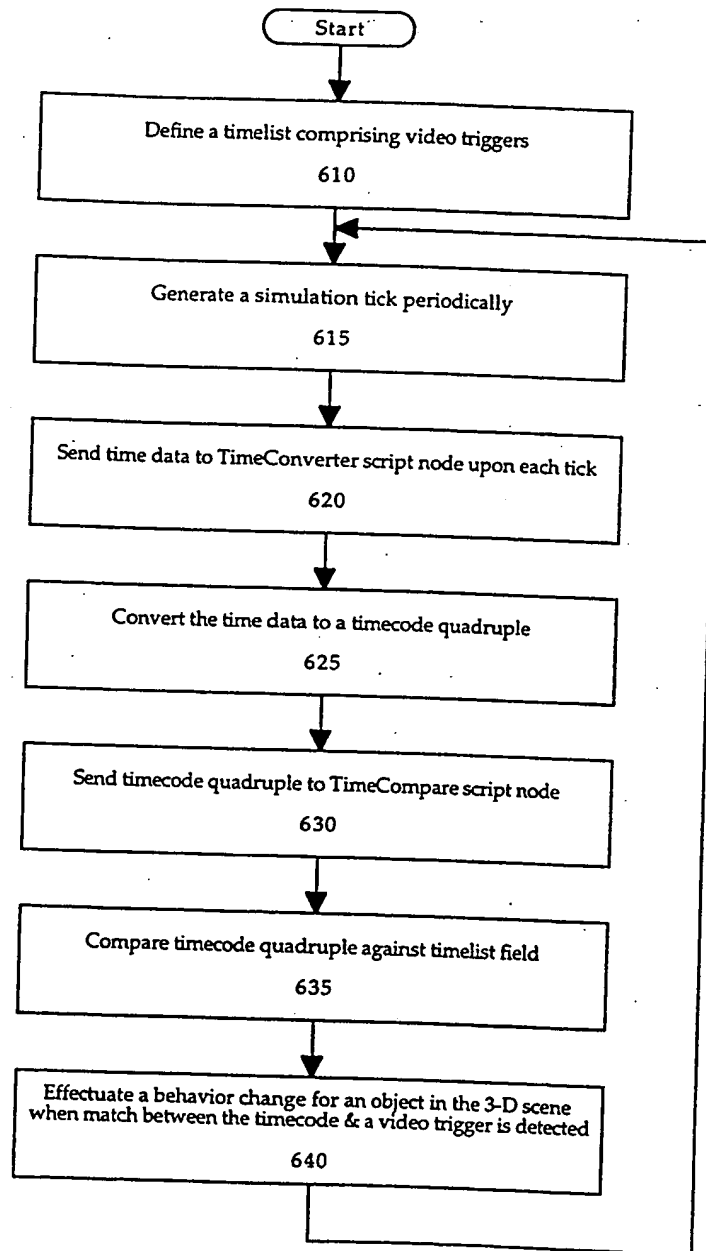 Start
Define a timelist comprising video triggers
610
Generate a simulation tick periodically
615
Send time data to TimeConverter script node upon each tick
620
Convert the time data to a timecode quadruple
625
Send timecode quadruple to TimeCompare script node
630
Compare timecode quadruple against timelist field
635
Effectuate a behavior change for an object in the 3-D scene
when match between the timecode & a video trigger is detected
640